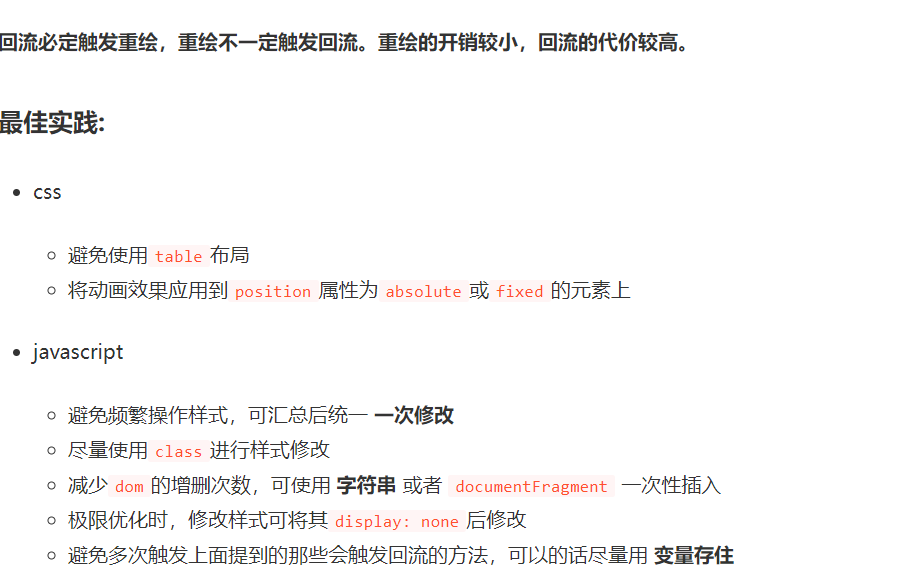 回流必定触发重绘，重绘不一定触发回流。重绘的开销较小，回流的代价较高。
最佳实践:
css
避免使用 table 布局
将动画效果应用到 position 属性为 absolute 或 fixed 的元素上
javascript
避免频繁操作样式，可汇总后统一 一次修改
尽量使用 class 进行样式修改
减少 dom 的增删次数，可使用 字符串 或者 documentFragment 一次性插入
极限优化时，修改样式可将其 display: none 后修改
避免多次触发上面提到的那些会触发回流的方法，可以的话尽量用 变量存住